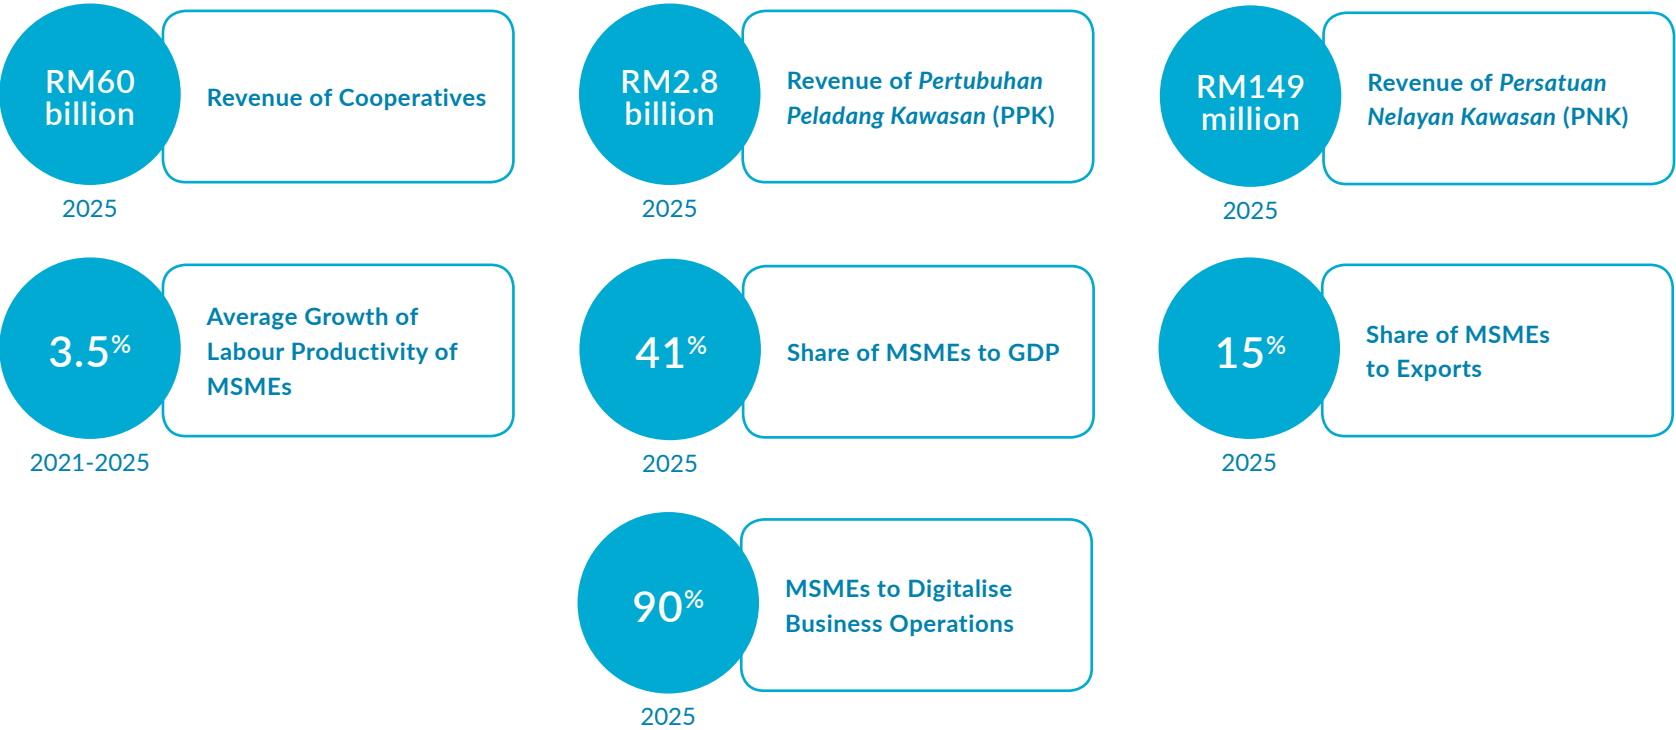 RM60
billion
Revenue of Cooperatives
2025
RM2.8
billion
Revenue of Pertubuhan
Peladang Kawasan (PPK)
2025
RM149
million
Revenue of Persatuan
Nelayan Kawasan (PNK)
2025
3.5%
Average Growth of
Labour Productivity of
MSMEs
2021-2025
41%
Share of MSMEs to GDP
2025
15%
Share of MSMEs
to Exports
2025
90%
MSMEs to Digitalise
Business Operations
2025